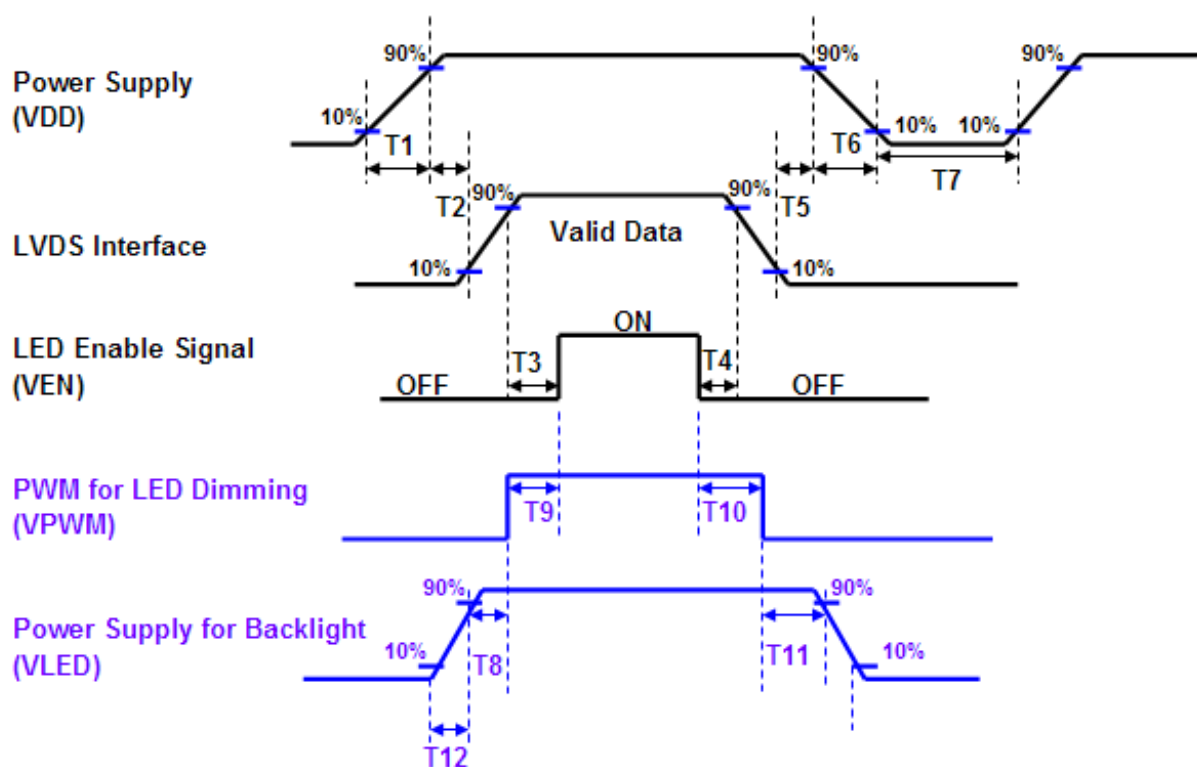 90%
90%
90%
Power Supply
(VDD)
10%
10%
10%
T1
T6
T7
T2
90%
90%
T5
Valid Data
LVDS Interface
10%
10%
ON
LED Enable Signal
(VEN)
T3
T4
OFF
OFF
PWM for LED Dimming
(VPWM)
T9
T10
90%
90%
Power Supply for Backlight
(VLED)
10%
T8
T11
10%
T12